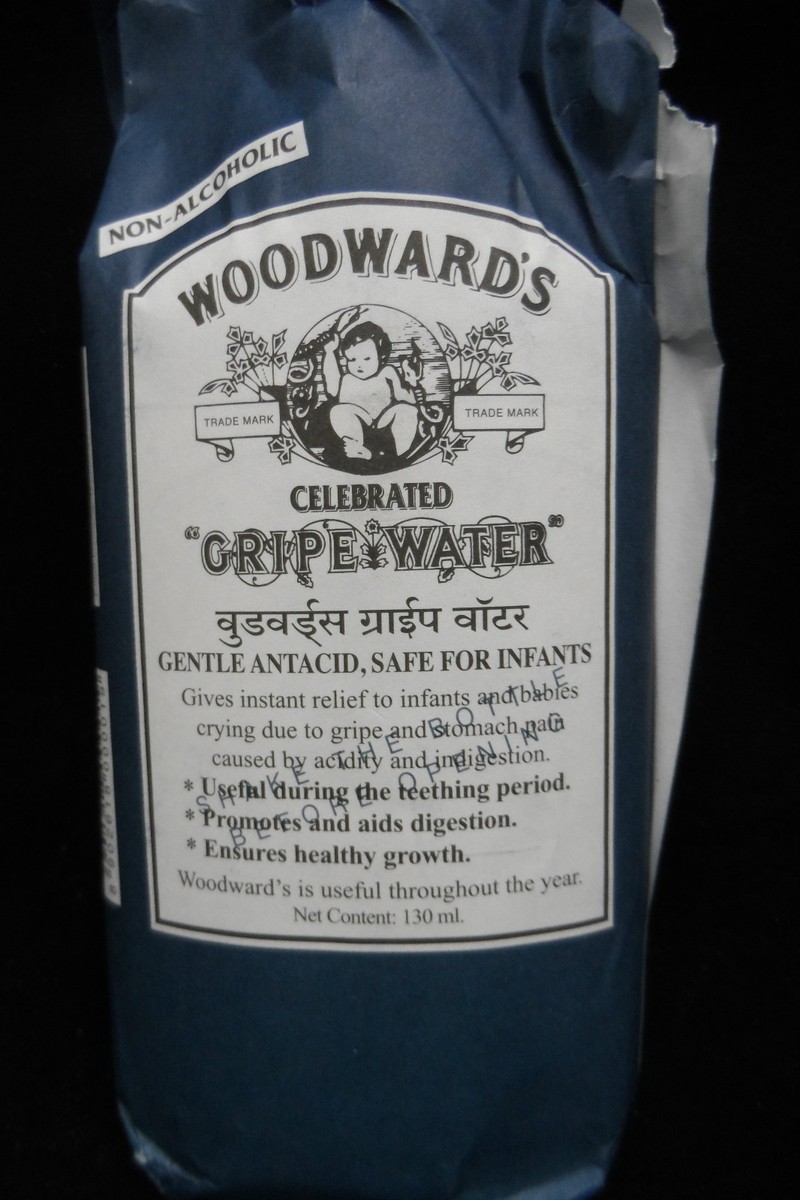 NON-ALCOHOLIC
WOODWARD'S
TRADE MARK
TRADE MARK
CELEBRATED
"GRIPE WATER"
वुडवर्ड्स ग्राईप वॉटर
GENTLE ANTACID, SAFE FOR INFANTS
Gives instant relief to infants and babies
crying due to gripe and stomach pain
caused by acidity and indigestion.
* Useful during the teething period.
* Promotes and aids digestion.
* Ensures healthy growth.
SHAKE THE BOTTLE
BEFORE OPENING
Woodward's is useful throughout the year.
Net Content: 130 ml.